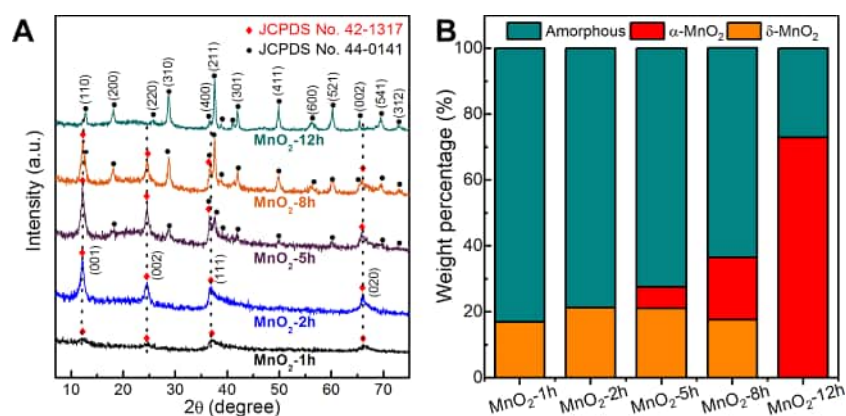 A
JCPDS No. 42-1317
JCPDS No. 44-0141
(110)
(200)
(220)
(310)
(400)
(211)
(301)
(411)
(600)
(521)
(002)
(541)
(312)
MnO₂-12h
MnO₂-8h
MnO₂-5h
(001)
(002)
(111)
(020)
MnO₂-2h
MnO₂-1h
Intensity (a.u.)
10 20 30 40 50 60 70
2θ (degree)
B
Amorphous α-MnO₂ δ-MnO₂
Weight percentage (%)
100
80
60
40
20
0
MnO₂-1h MnO₂-2h MnO₂-5h MnO₂-8h MnO₂-12h